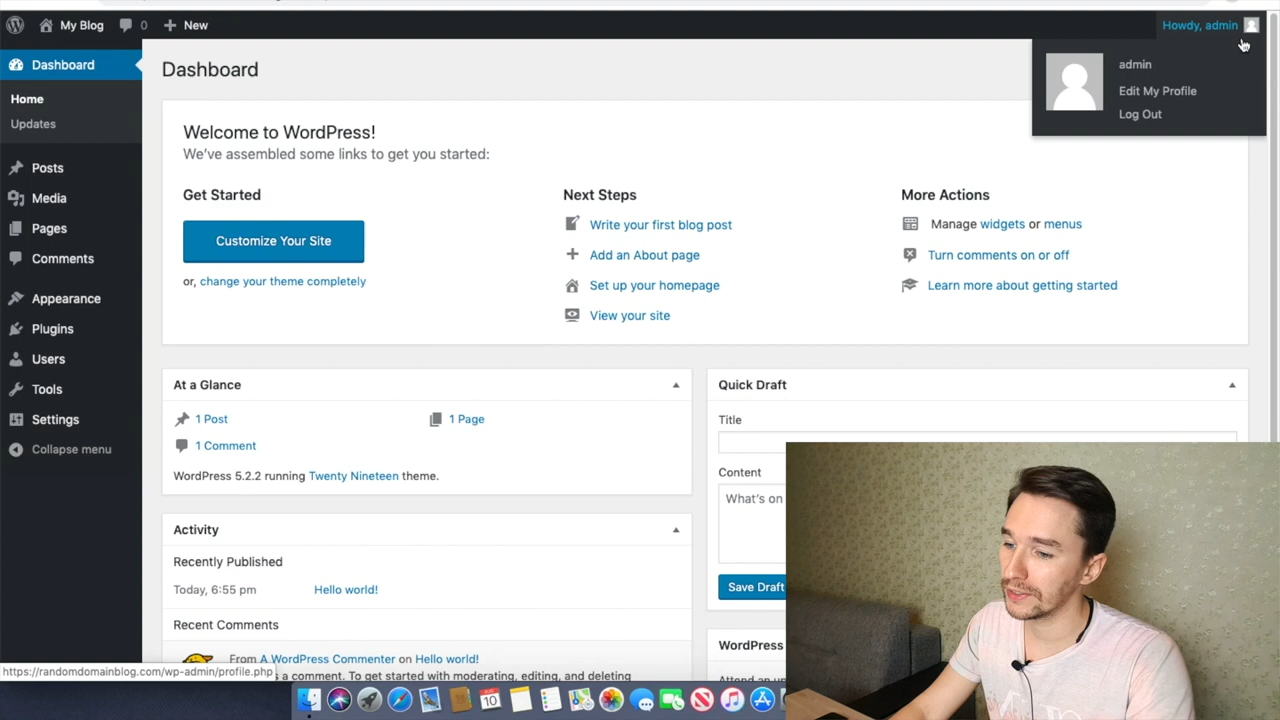 My Blog 0 New Howdy, admin
admin
Edit My Profile
Log Out
Dashboard
Home
Updates
Posts
Media
Pages
Comments
Appearance
Plugins
Users
Tools
Settings
Collapse menu
Dashboard
Welcome to WordPress!
We've assembled some links to get you started:
Get Started
Customize Your Site
or, change your theme completely
Next Steps
Write your first blog post
Add an About page
Set up your homepage
View your site
More Actions
Manage widgets or menus
Turn comments on or off
Learn more about getting started
At a Glance
1 Post 1 Page
1 Comment
WordPress 5.2.2 running Twenty Nineteen theme.
Activity
Recently Published
Today, 6:55 pm Hello world!
Recent Comments
From A WordPress Commenter on Hello world!
s a comment. To get started with moderating, editing, and deleting
Quick Draft
Title
Content
What's on
Save Draft
WordPress
Attend an
https://randomdomainblog.com/wp-admin/profile.php
10